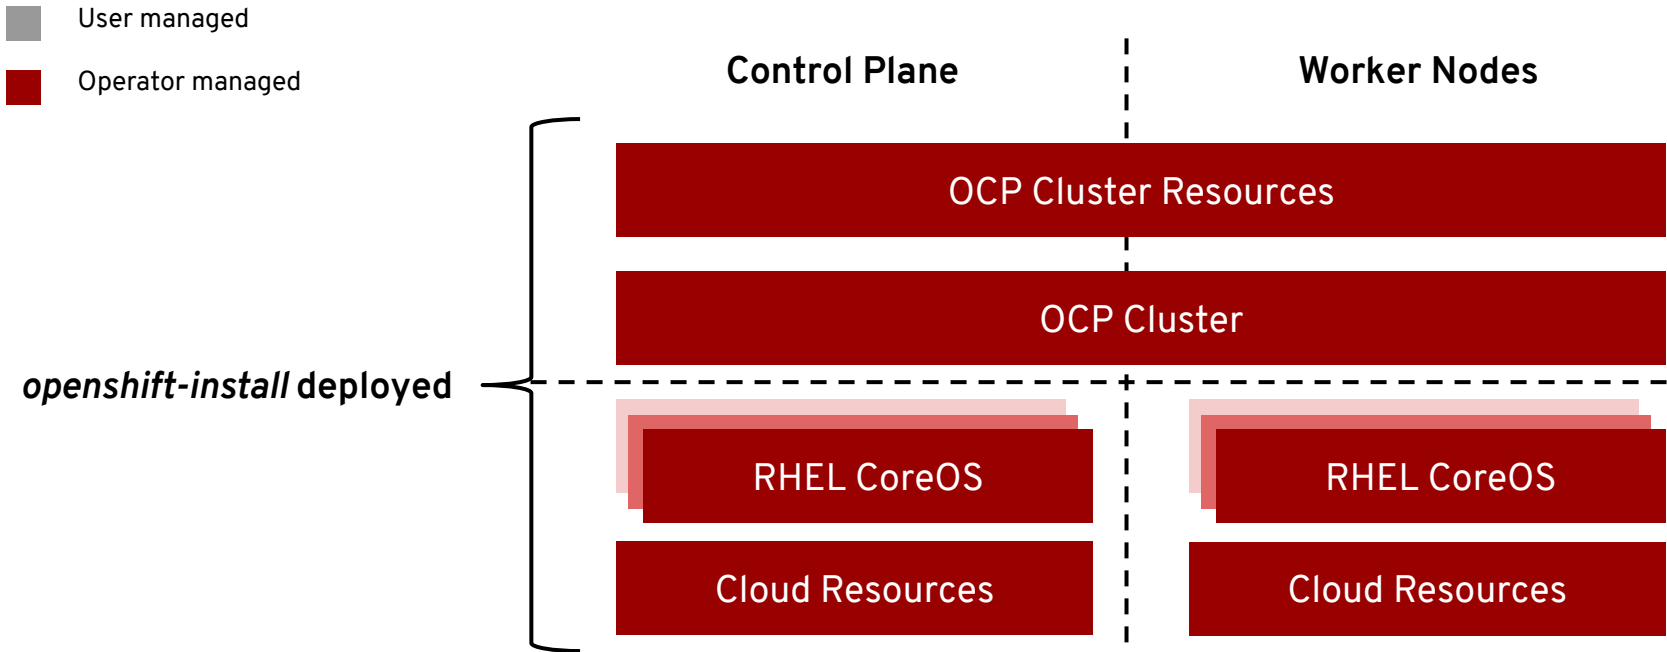 User managed
Operator managed
Control Plane
Worker Nodes
OCP Cluster Resources
OCP Cluster
openshift-install deployed
RHEL CoreOS
RHEL CoreOS
Cloud Resources
Cloud Resources